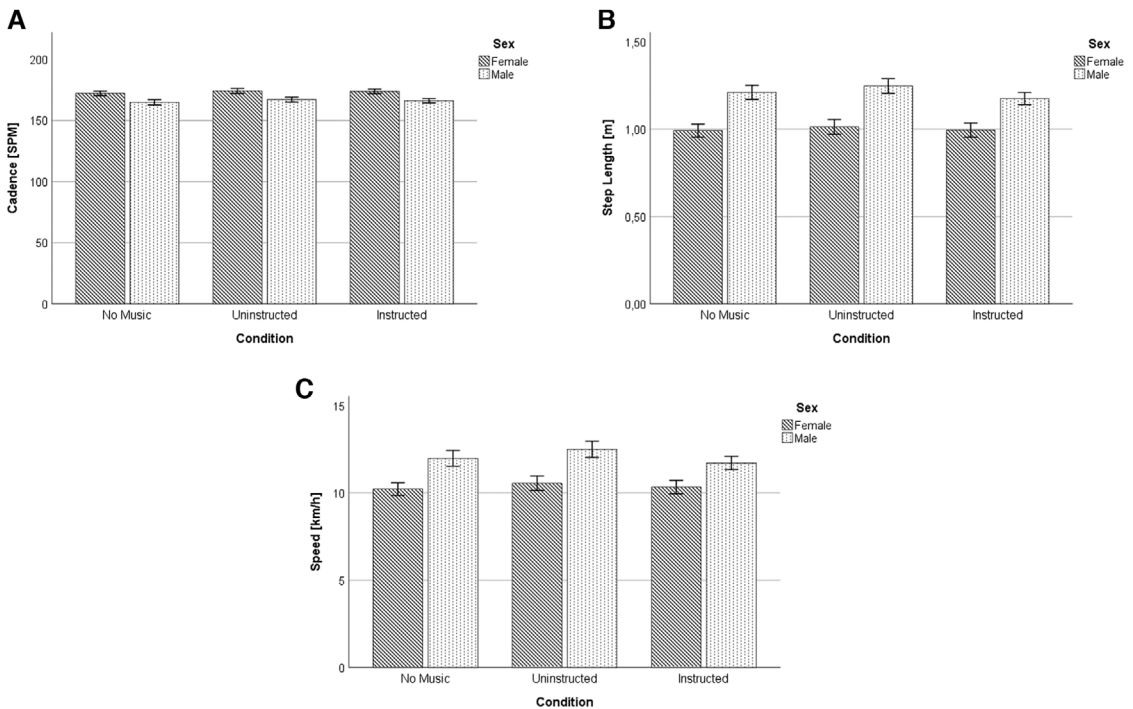 A
Cadence [SPM]
200
150
100
50
0
No Music Uninstructed Instructed
Condition
Sex
Female
Male
B
Step Length [m]
1,50
1,00
0,50
0,00
No Music Uninstructed Instructed
Condition
Sex
Female
Male
C
Speed [km/h]
15
10
5
0
No Music Uninstructed Instructed
Condition
Sex
Female
Male